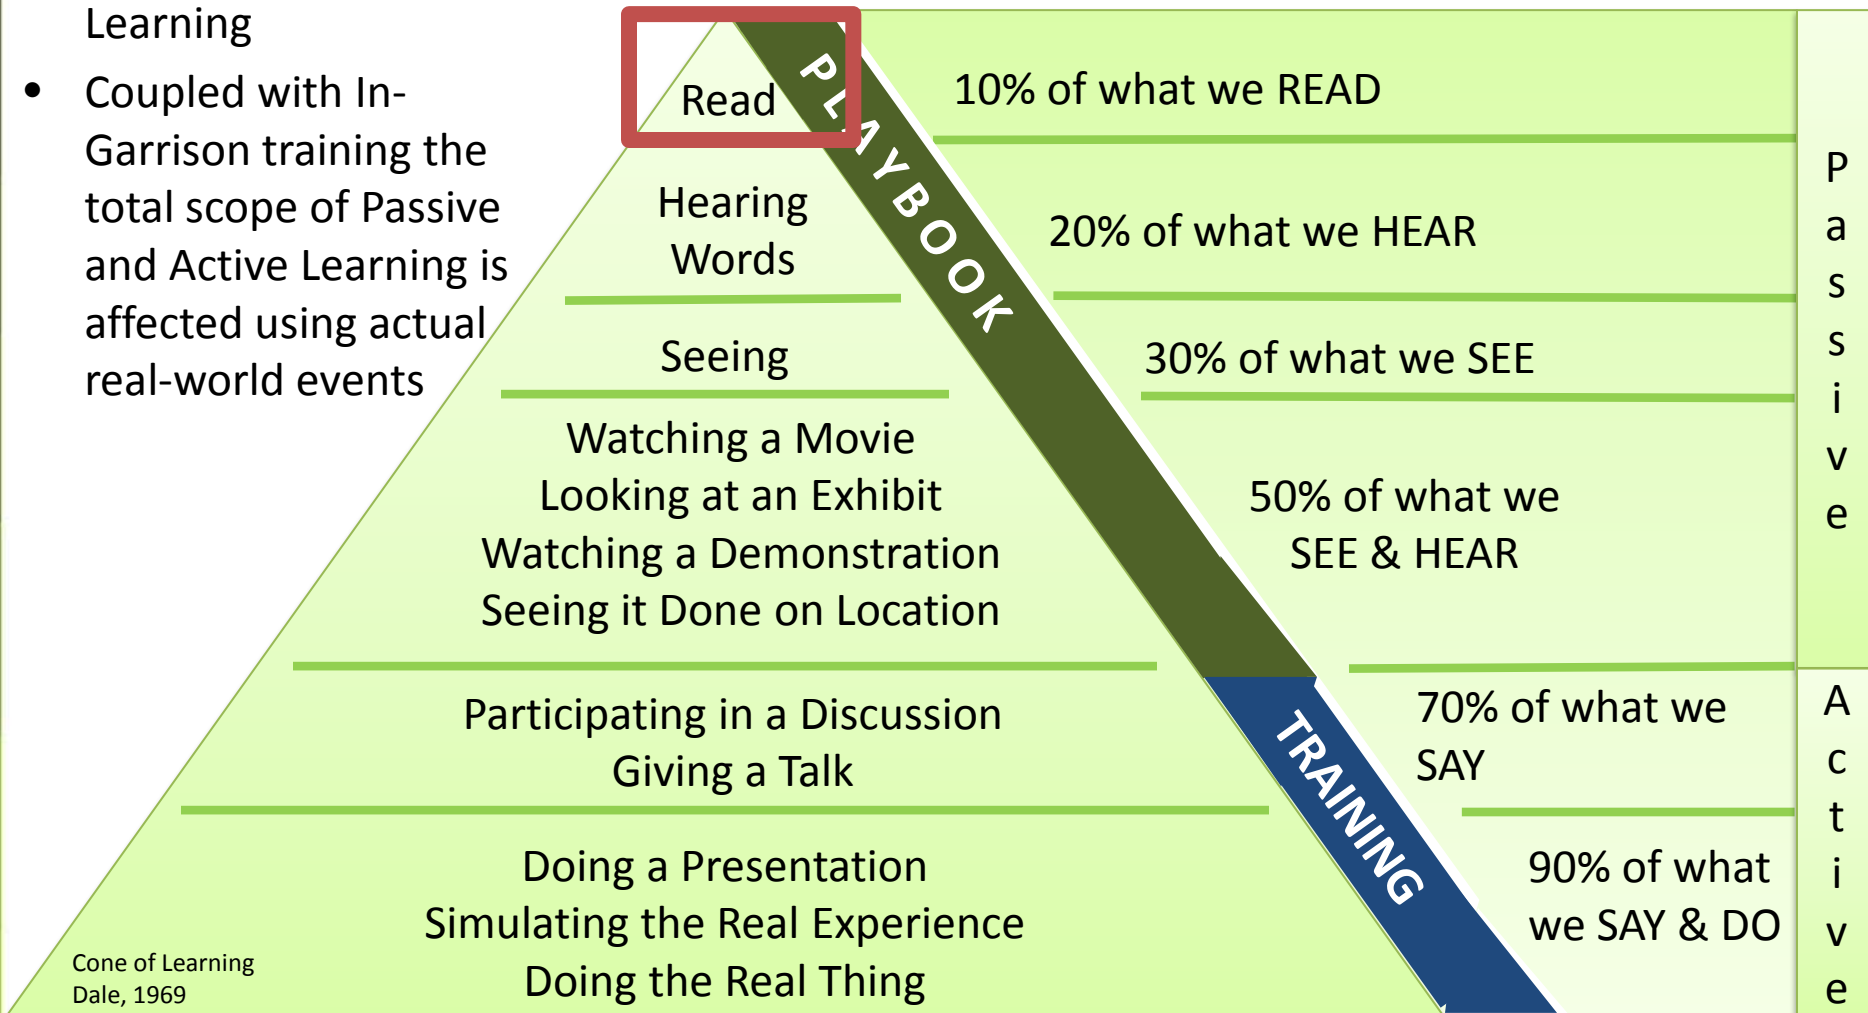 Learning
• Coupled with In-
Garrison training the
total scope of Passive
and Active Learning is
affected using actual
real-world events
Read
Hearing
Words
Seeing
Watching a Movie
Looking at an Exhibit
Watching a Demonstration
Seeing it Done on Location
Participating in a Discussion
Giving a Talk
Doing a Presentation
Simulating the Real Experience
Doing the Real Thing
PLAYBOOK
TRAINING
10% of what we READ
20% of what we HEAR
30% of what we SEE
50% of what we
SEE & HEAR
70% of what we
SAY
90% of what
we SAY & DO
Passive
Active
Cone of Learning
Dale, 1969